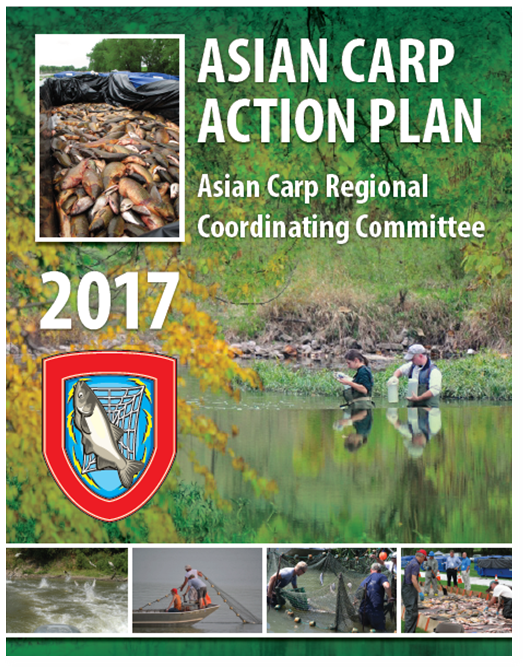 ASIAN CARP
ACTION PLAN
Asian Carp Regional
Coordinating Committee
2017